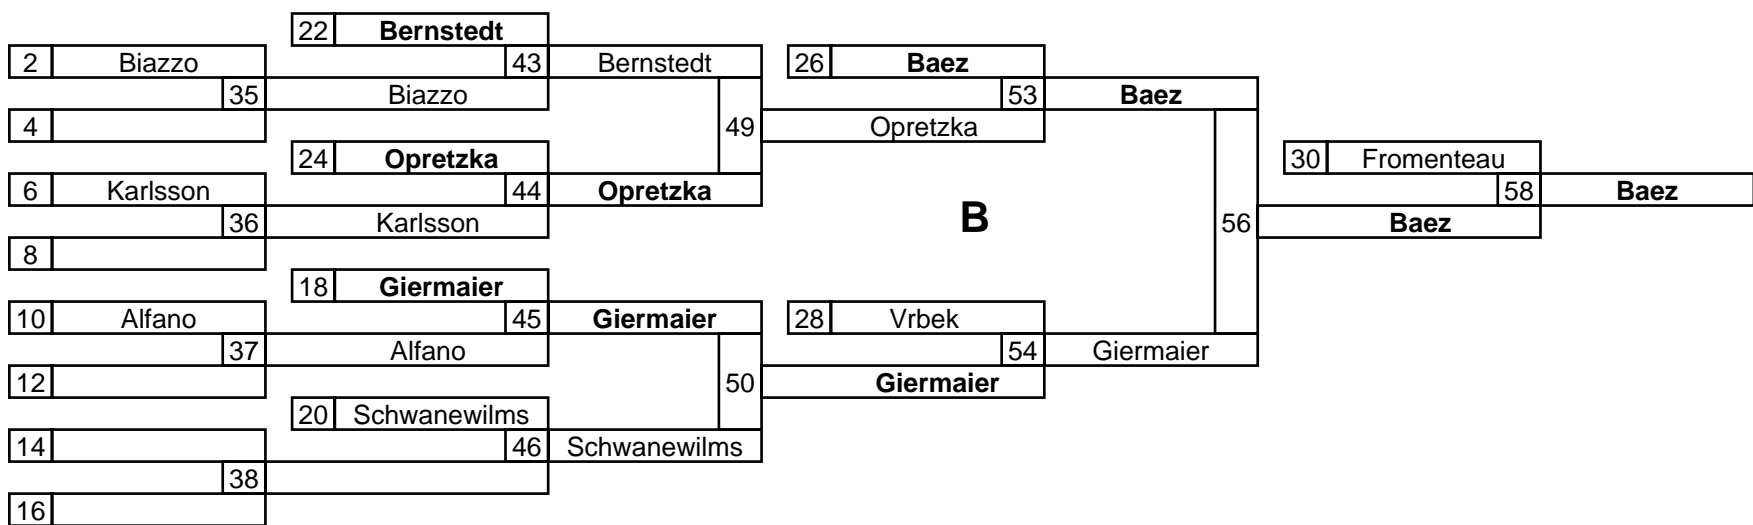 22 Bernstedt
2 Biazzo 43 Bernstedt 26 Baez
35 Biazzo 53 Baez
4 49 Opretzka
24 Opretzka 30 Fromenteau
6 Karlsson 44 Opretzka 58 Baez
36 Karlsson B 56 Baez
8
18 Giermaier
10 Alfano 45 Giermaier 28 Vrbek
37 Alfano 54 Giermaier
12 50 Giermaier
20 Schwanewilms
14 46 Schwanewilms
38
16